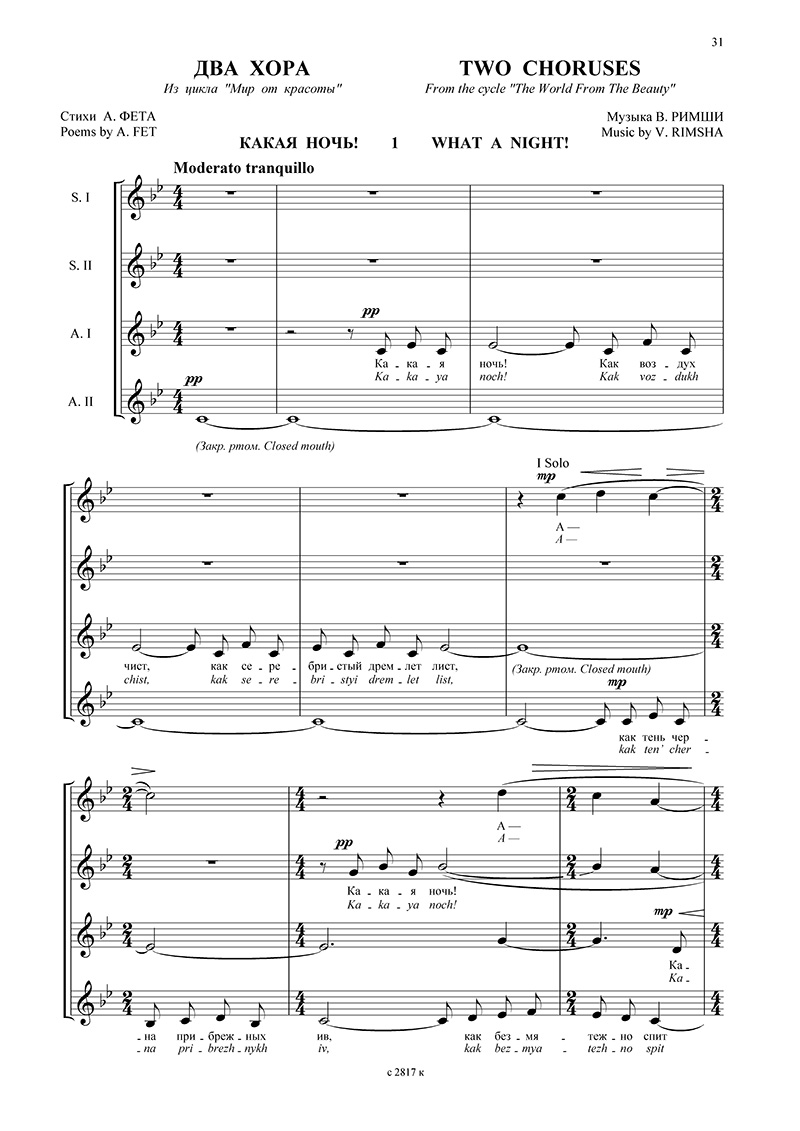 31
ДВА ХОРА TWO CHORUSES
Из цикла "Мир от красоты" From the cycle "The World From The Beauty"
Стихи А. ФЕТА Музыка В. РИМШИ
Poems by A. FET Music by V. RIMSHA
КАКАЯ НОЧЬ! 1 WHAT A NIGHT!
Moderato tranquillo
S. I
S. II
pp
A. I
Ка - ка - я ночь! Как воз - дух
Ka - ka - ya noch! Kak voz - dukh
pp
A. II
(Закр. ртом. Closed mouth)
I Solo
mp
А —
A —
чист, как се - ре - бри - стый дрем - лет лист,
chist, kak se - re - bri - styi drem - let list,
(Закр. ртом. Closed mouth)
mp
как тень чер -
kak ten' cher -
А —
A —
pp
Ка - ка - я ночь!
Ka - ka - ya noch!
mp
Ка -
Ka -
- на при - бреж - ных ив, как без - мя - теж - но спит
- na pri - brezh - nykh iv, kak bez - mya - tezh - no spit
с 2817 к